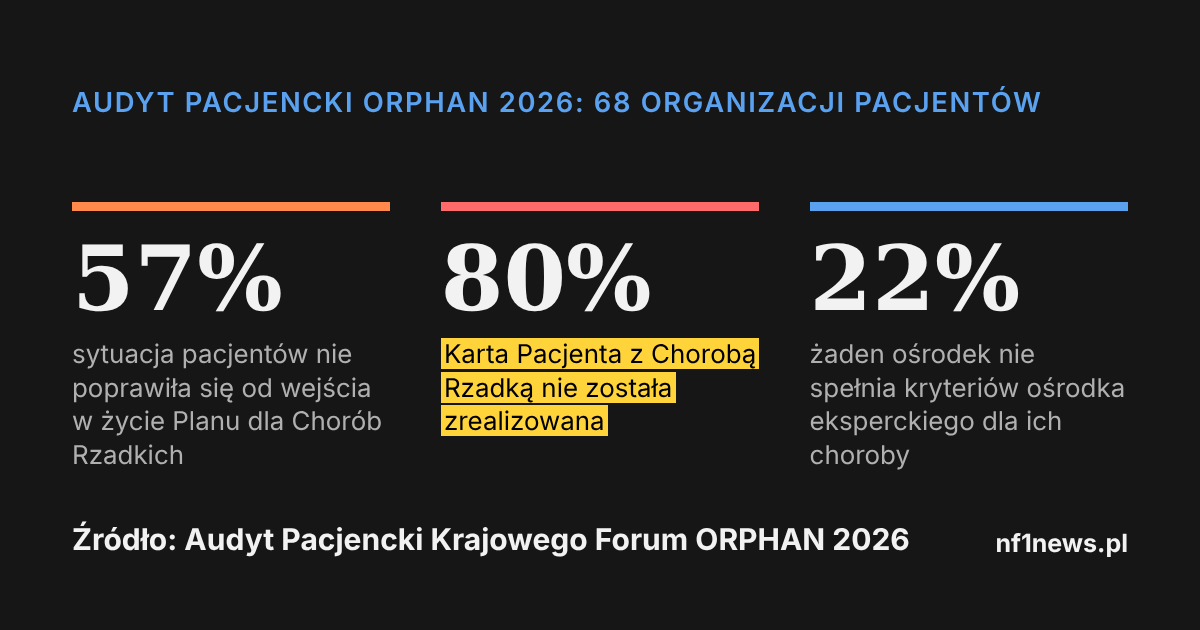 AUDYT PACJENCKI ORPHAN 2026: 68 ORGANIZACJI PACJENTÓW
57%
sytuacja pacjentów nie
poprawiła się od wejścia
w życie Planu dla Chorób
Rzadkich
80%
Karta Pacjenta z Chorobą
Rzadką nie została
zrealizowana
22%
żaden ośrodek nie
spełnia kryteriów ośrodka
eksperckiego dla ich
choroby
Źródło: Audyt Pacjencki Krajowego Forum ORPHAN 2026
nf1news.pl